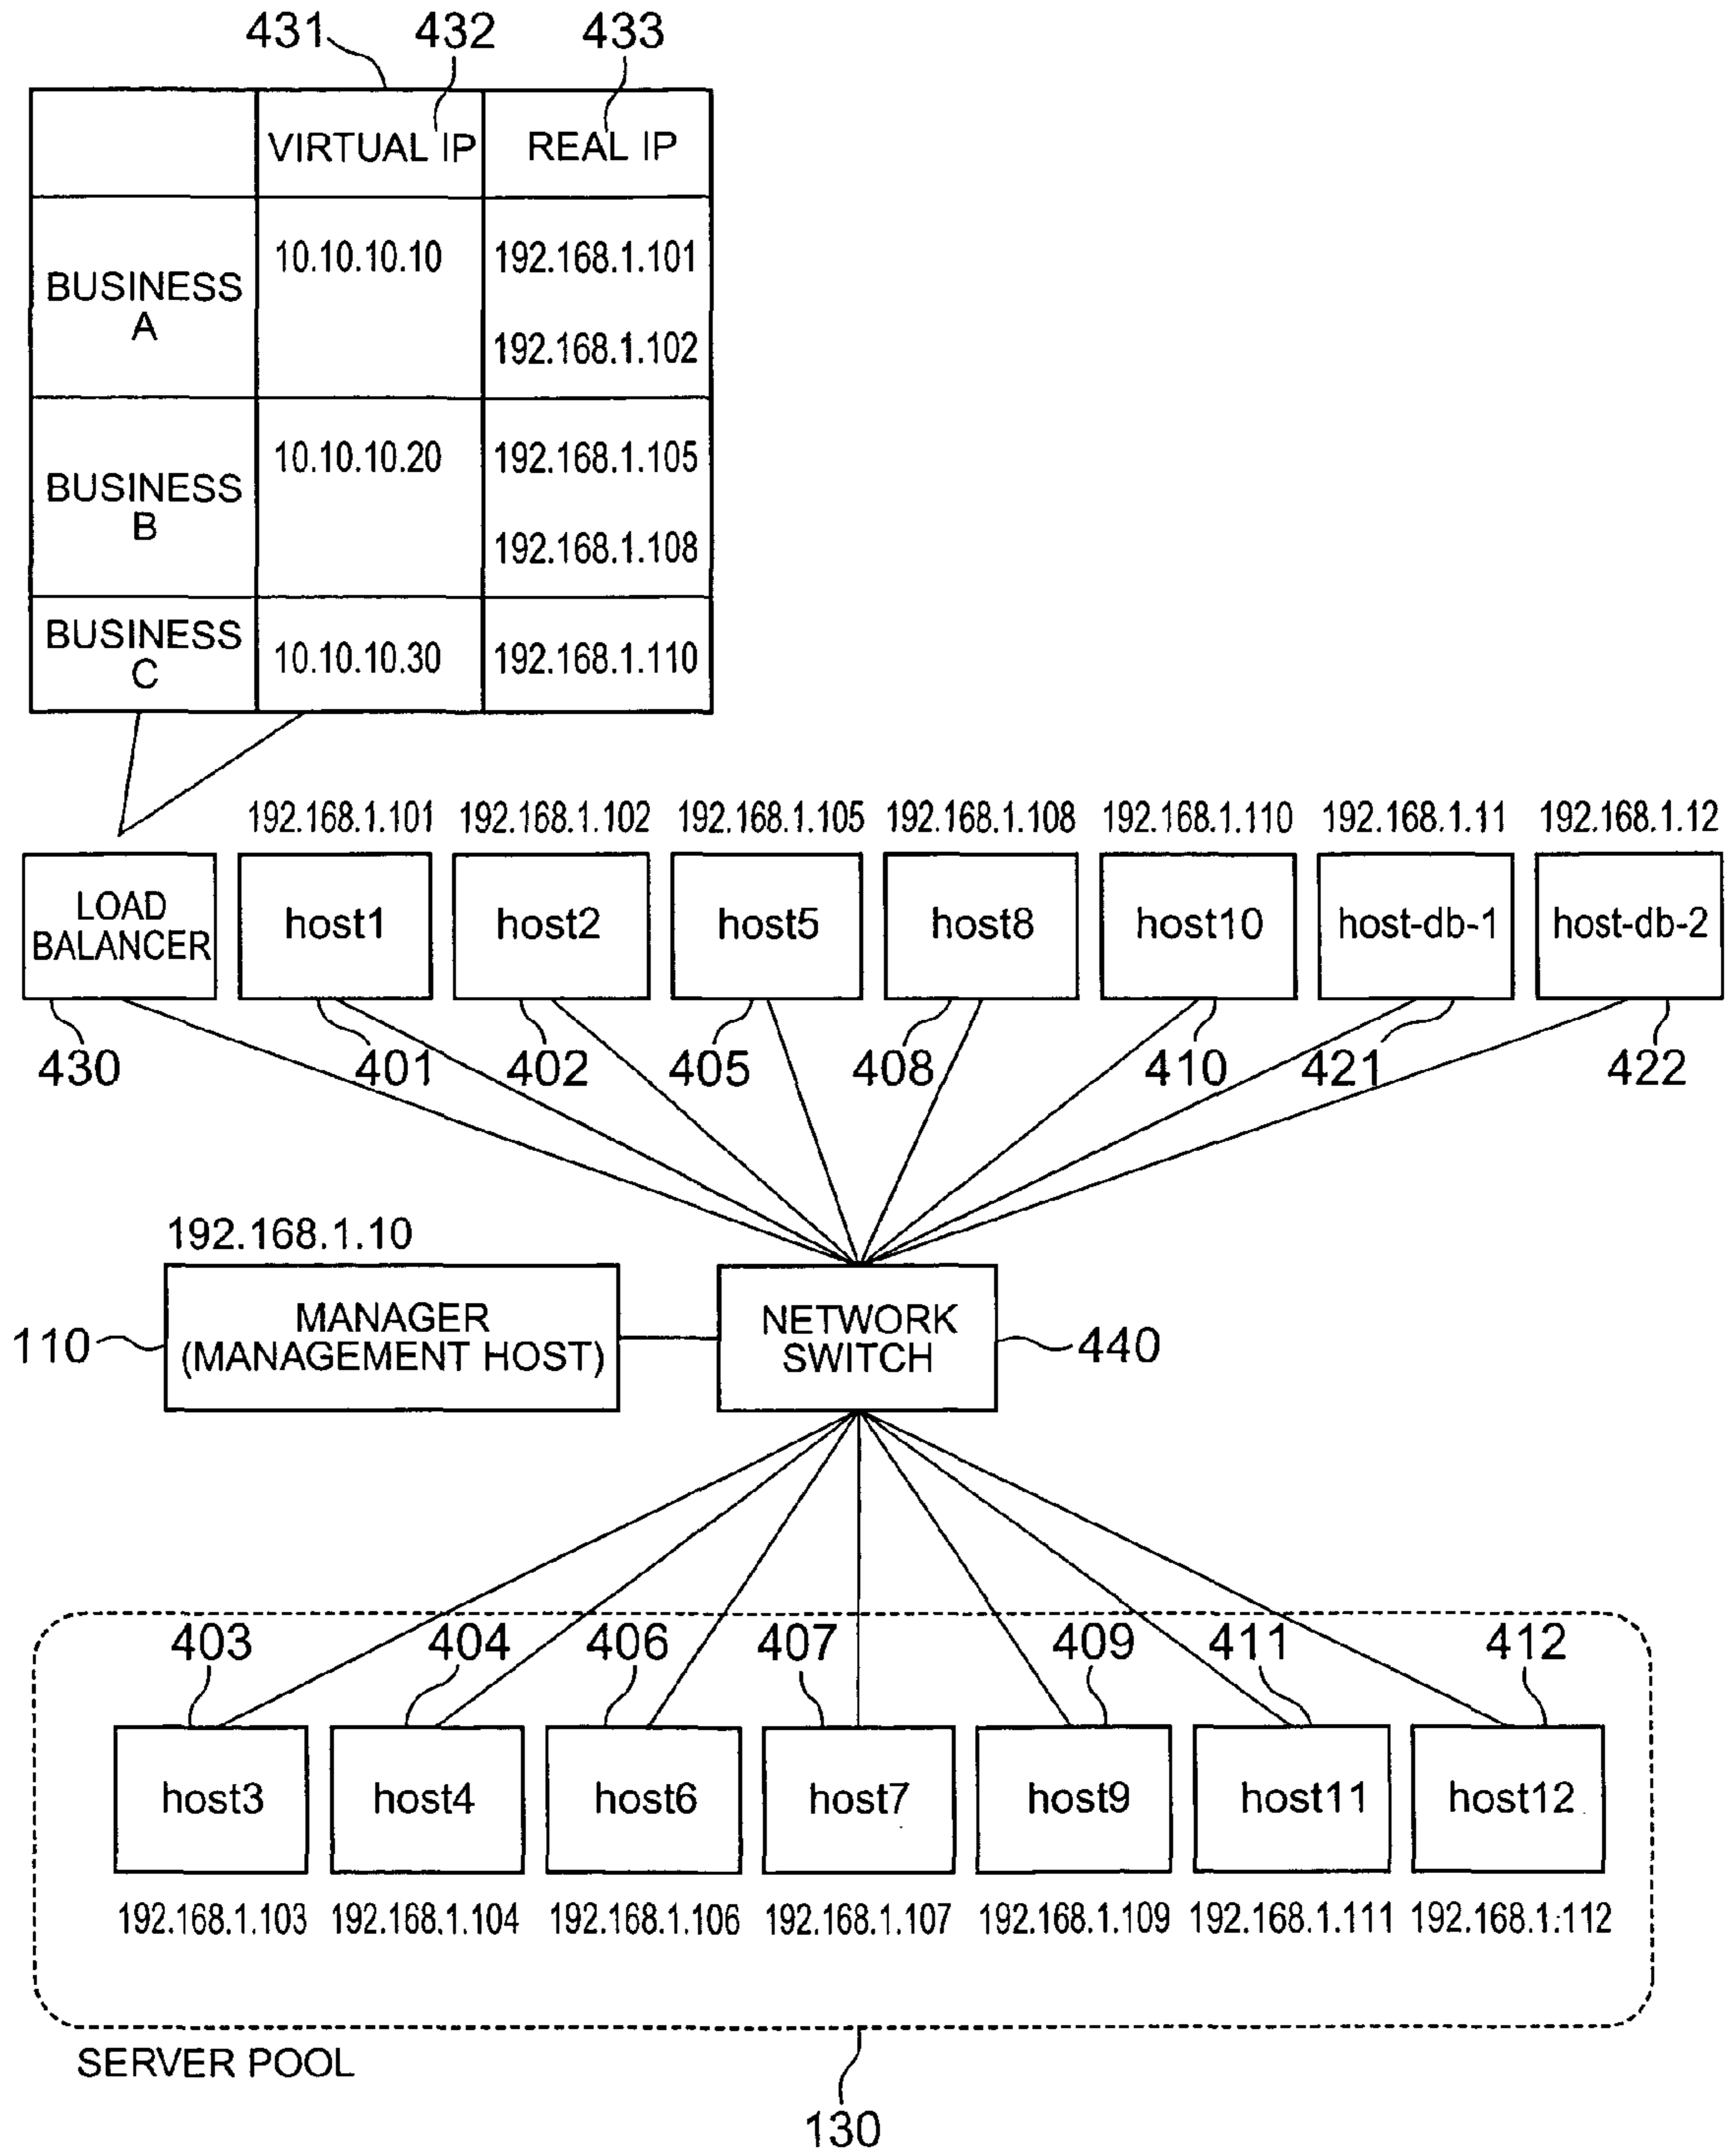 431 432 433
VIRTUAL IP REAL IP
BUSINESS A 10.10.10.10 192.168.1.101
192.168.1.102
BUSINESS B 10.10.10.20 192.168.1.105
192.168.1.108
BUSINESS C 10.10.10.30 192.168.1.110
192.168.1.101 192.168.1.102 192.168.1.105 192.168.1.108 192.168.1.110 192.168.1.11 192.168.1.12
LOAD BALANCER host1 host2 host5 host8 host10 host-db-1 host-db-2
430 401 402 405 408 410 421 422
192.168.1.10
MANAGER
(MANAGEMENT HOST)
110
NETWORK
SWITCH
440
403 404 406 407 409 411 412
host3 host4 host6 host7 host9 host11 host12
192.168.1.103 192.168.1.104 192.168.1.106 192.168.1.107 192.168.1.109 192.168.1.111 192.168.1:112
SERVER POOL
130